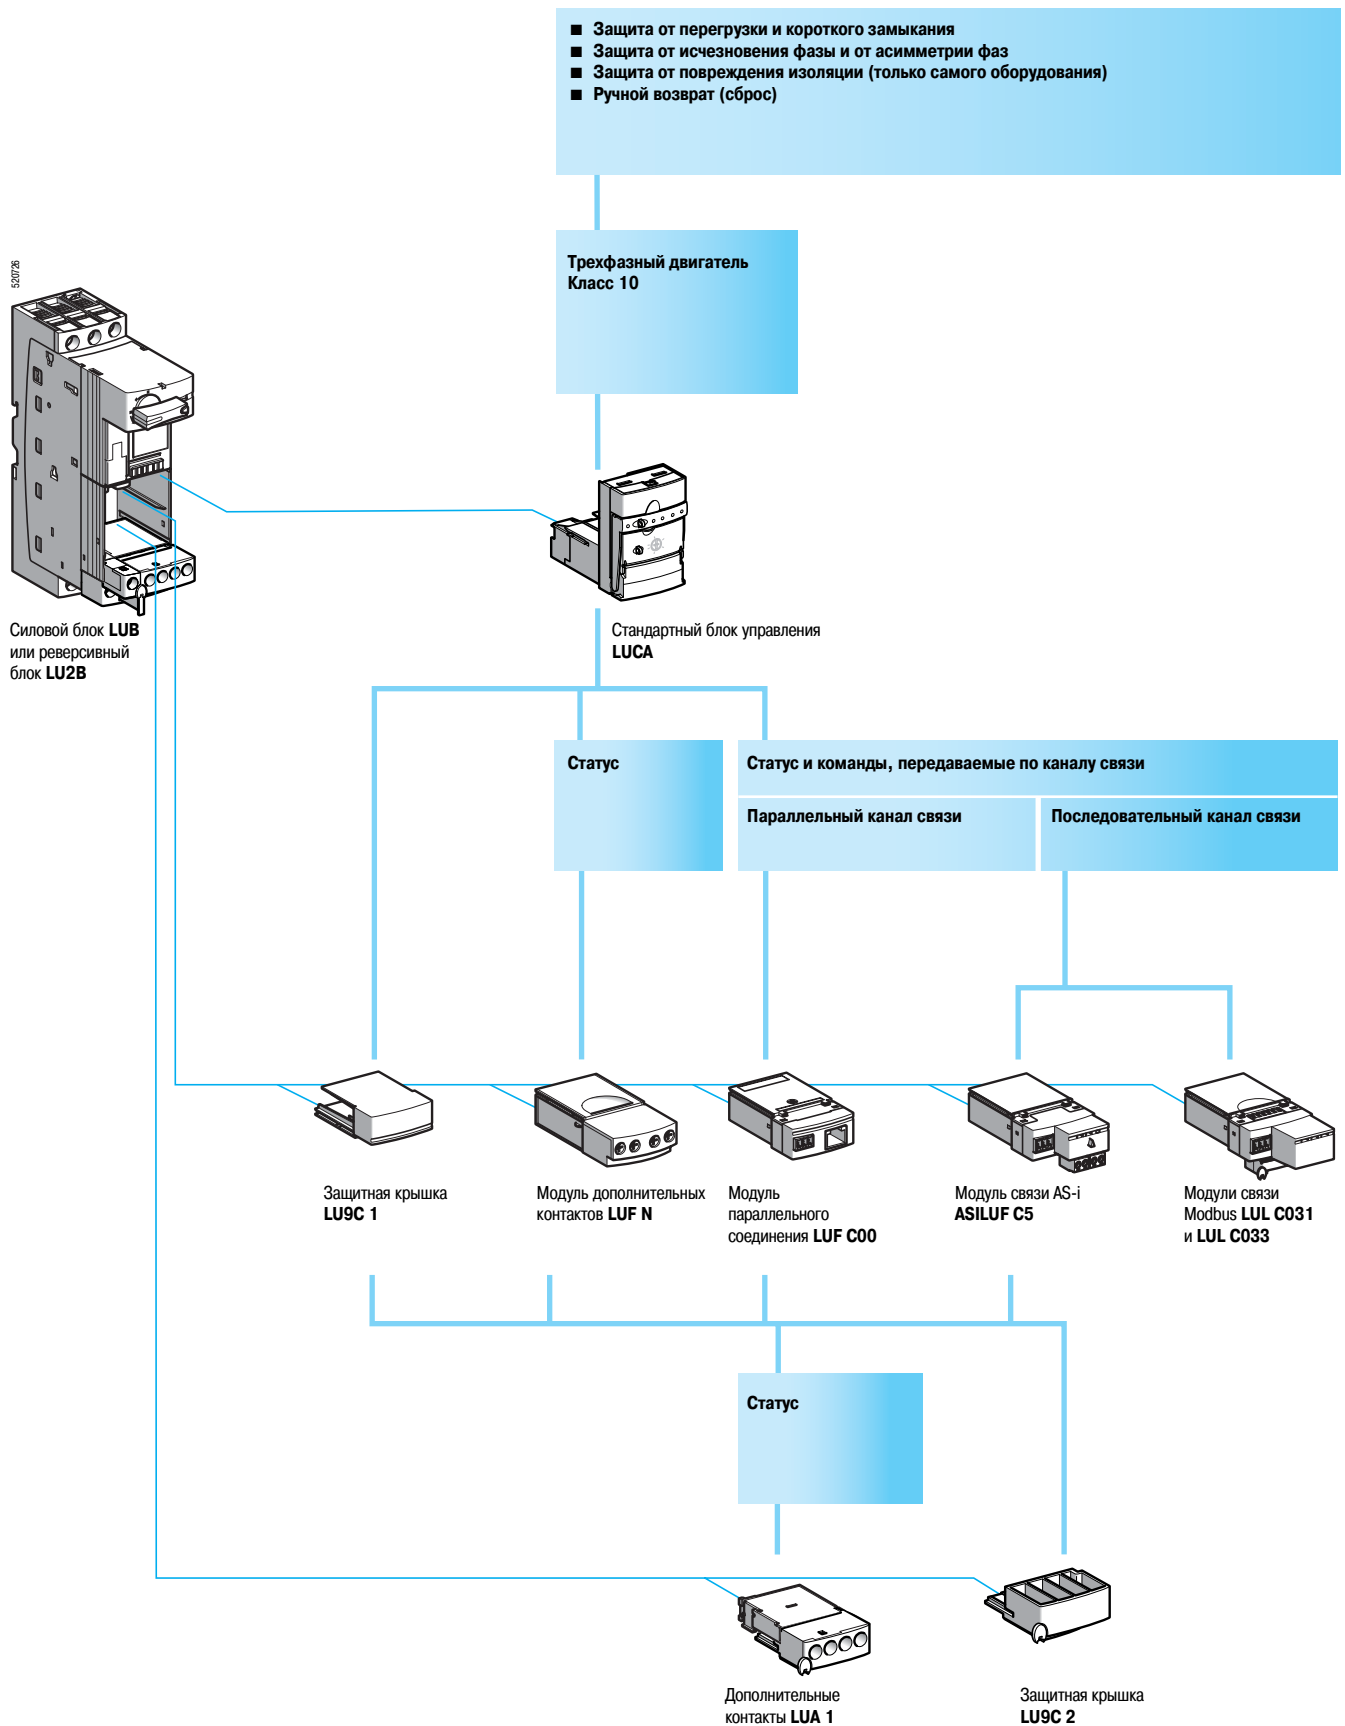 ■ Защита от перегрузки и короткого замыкания
■ Защита от исчезновения фазы и от асимметрии фаз
■ Защита от повреждения изоляции (только самого оборудования)
■ Ручной возврат (сброс)
Трехфазный двигатель
Класс 10
520726
Силовой блок LUB
или реверсивный
блок LU2B
Стандартный блок управления
LUCA
Статус
Статус и команды, передаваемые по каналу связи
Параллельный канал связи
Последовательный канал связи
Защитная крышка
LU9C 1
Модуль дополнительных
контактов LUF N
Модуль
параллельного
соединения LUF C00
Модуль связи AS-i
ASILUF C5
Модули связи
Modbus LUL C031
и LUL C033
Статус
Дополнительные
контакты LUA 1
Защитная крышка
LU9C 2